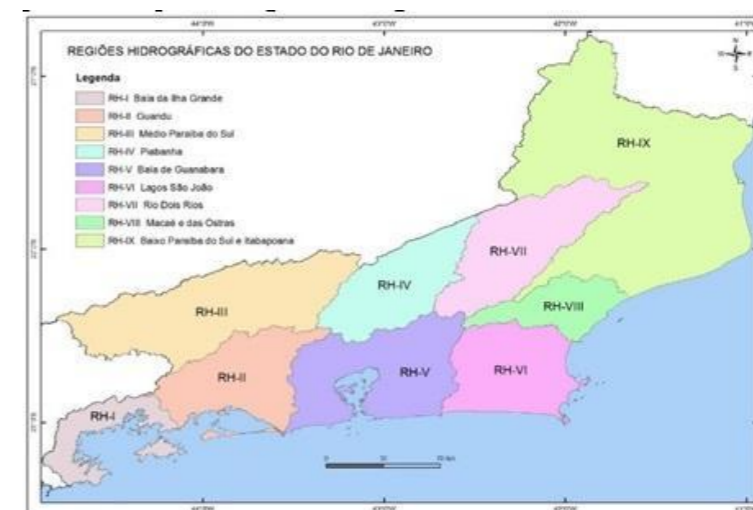 REGIÕES HIDROGRÁFICAS DO ESTADO DO RIO DE JANEIRO
Legenda
RH-I Baía da Ilha Grande
RH-II Guandu
RH-III Médio Paraíba do Sul
RH-IV Piabanha
RH-V Baía de Guanabara
RH-VI Lagos São João
RH-VII Rio Dois Rios
RH-VIII Macaé e das Ostras
RH-IX Baixo Paraíba do Sul e Itabapoana
RH-IX
RH-VII
RH-IV
RH-VIII
RH-III
RH-V
RH-VI
RH-II
RH-I